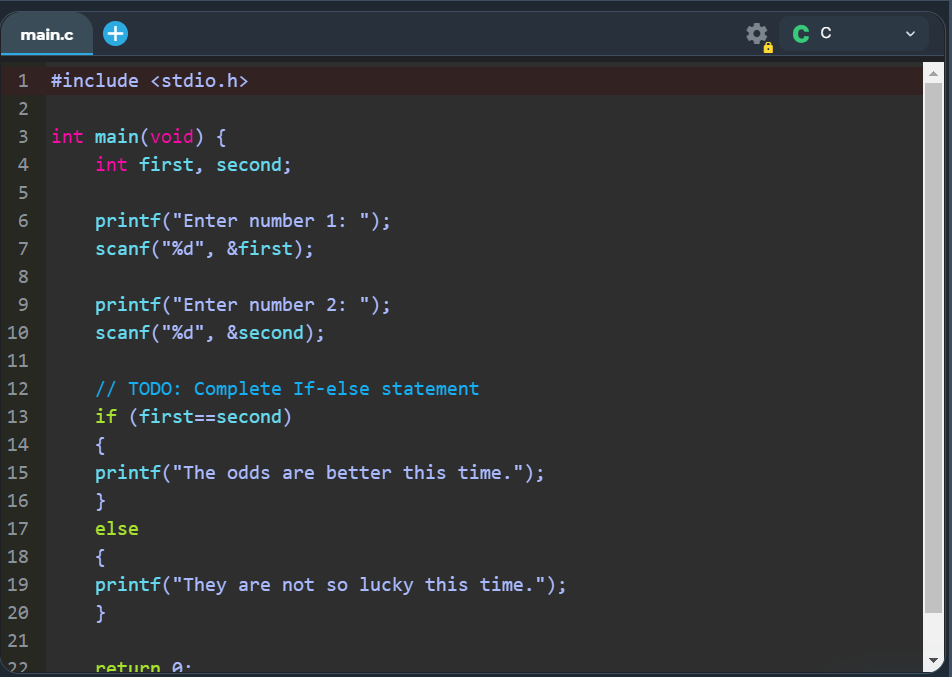 main.c
C C
1 #include <stdio.h>
2
3 int main(void) {
4     int first, second;
5
6     printf("Enter number 1: ");
7     scanf("%d", &first);
8
9     printf("Enter number 2: ");
10     scanf("%d", &second);
11
12     // TODO: Complete If-else statement
13     if (first==second)
14     {
15     printf("The odds are better this time.");
16     }
17     else
18     {
19     printf("They are not so lucky this time.");
20     }
21
22     return 0;